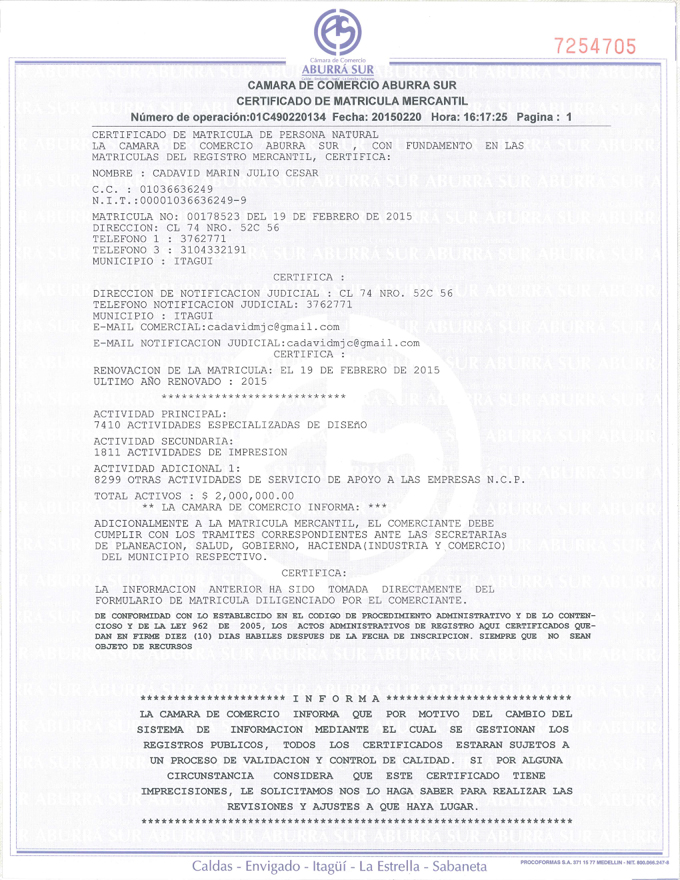 7254705
Cámara de Comercio
ABURRÁ SUR
CAMARA DE COMERCIO ABURRA SUR
CERTIFICADO DE MATRICULA MERCANTIL
Número de operación:01C490220134 Fecha: 20150220 Hora: 16:17:25 Pagina : 1
CERTIFICADO DE MATRICULA DE PERSONA NATURAL
LA CAMARA DE COMERCIO ABURRA SUR , CON FUNDAMENTO EN LAS
MATRICULAS DEL REGISTRO MERCANTIL, CERTIFICA:
NOMBRE : CADAVID MARIN JULIO CESAR
C.C. : 01036636249
N.I.T.:00001036636249-9
MATRICULA NO: 00178523 DEL 19 DE FEBRERO DE 2015
DIRECCION: CL 74 NRO. 52C 56
TELEFONO 1 : 3762771
TELEFONO 3 : 3104332191
MUNICIPIO : ITAGUI
CERTIFICA :
DIRECCION DE NOTIFICACION JUDICIAL : CL 74 NRO. 52C 56
TELEFONO NOTIFICACION JUDICIAL: 3762771
MUNICIPIO : ITAGUI
E-MAIL COMERCIAL:cadavidmjc@gmail.com
E-MAIL NOTIFICACION JUDICIAL:cadavidmjc@gmail.com
CERTIFICA :
RENOVACION DE LA MATRICULA: EL 19 DE FEBRERO DE 2015
ULTIMO AÑO RENOVADO : 2015
****************************
ACTIVIDAD PRINCIPAL:
7410 ACTIVIDADES ESPECIALIZADAS DE DISEñO
ACTIVIDAD SECUNDARIA:
1811 ACTIVIDADES DE IMPRESION
ACTIVIDAD ADICIONAL 1:
8299 OTRAS ACTIVIDADES DE SERVICIO DE APOYO A LAS EMPRESAS N.C.P.
TOTAL ACTIVOS : $ 2,000,000.00
** LA CAMARA DE COMERCIO INFORMA: ***
ADICIONALMENTE A LA MATRICULA MERCANTIL, EL COMERCIANTE DEBE
CUMPLIR CON LOS TRAMITES CORRESPONDIENTES ANTE LAS SECRETARIAs
DE PLANEACION, SALUD, GOBIERNO, HACIENDA(INDUSTRIA Y COMERCIO)
DEL MUNICIPIO RESPECTIVO.
CERTIFICA:
LA INFORMACION ANTERIOR HA SIDO TOMADA DIRECTAMENTE DEL
FORMULARIO DE MATRICULA DILIGENCIADO POR EL COMERCIANTE.
DE CONFORMIDAD CON LO ESTABLECIDO EN EL CODIGO DE PROCEDIMIENTO ADMINISTRATIVO Y DE LO CONTEN-
CIOSO Y DE LA LEY 962 DE 2005, LOS ACTOS ADMINISTRATIVOS DE REGISTRO AQUI CERTIFICADOS QUE-
DAN EN FIRME DIEZ (10) DIAS HABILES DESPUES DE LA FECHA DE INSCRIPCION. SIEMPRE QUE NO SEAN
OBJETO DE RECURSOS
********************** I N F O R M A ****************************
LA CAMARA DE COMERCIO INFORMA QUE POR MOTIVO DEL CAMBIO DEL
SISTEMA DE INFORMACION MEDIANTE EL CUAL SE GESTIONAN LOS
REGISTROS PUBLICOS, TODOS LOS CERTIFICADOS ESTARAN SUJETOS A
UN PROCESO DE VALIDACION Y CONTROL DE CALIDAD. SI POR ALGUNA
CIRCUNSTANCIA CONSIDERA QUE ESTE CERTIFICADO TIENE
IMPRECISIONES, LE SOLICITAMOS NOS LO HAGA SABER PARA REALIZAR LAS
REVISIONES Y AJUSTES A QUE HAYA LUGAR.
*****************************************************************
Caldas - Envigado - Itagüí - La Estrella - Sabaneta
PROCOFORMAS S.A. 371 15 77 MEDELLIN - NIT.